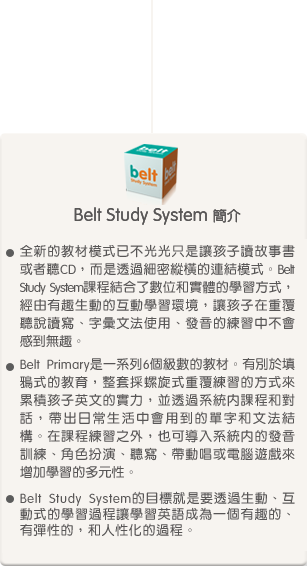 belt
Study System
Belt Study System 簡介
● 全新的教材模式已不光光只是讓孩子讀故事書
或者聽CD，而是透過細密縱橫的連結模式。Belt
Study System課程結合了數位和實體的學習方式，
經由有趣生動的互動學習環境，讓孩子在重覆
聽說讀寫、字彙文法使用、發音的練習中不會
感到無趣。
● Belt Primary是一系列6個級數的教材。有別於填
鴉式的教育，整套採螺旋式重覆練習的方式來
累積孩子英文的實力，並透過系統內課程和對
話，帶出日常生活中會用到的單字和文法結
構。在課程練習之外，也可導入系統內的發音
訓練、角色扮演、聽寫、帶動唱或電腦遊戲來
增加學習的多元性。
● Belt Study System的目標就是要透過生動、互
動式的學習過程讓學習英語成為一個有趣的、
有彈性的，和人性化的過程。